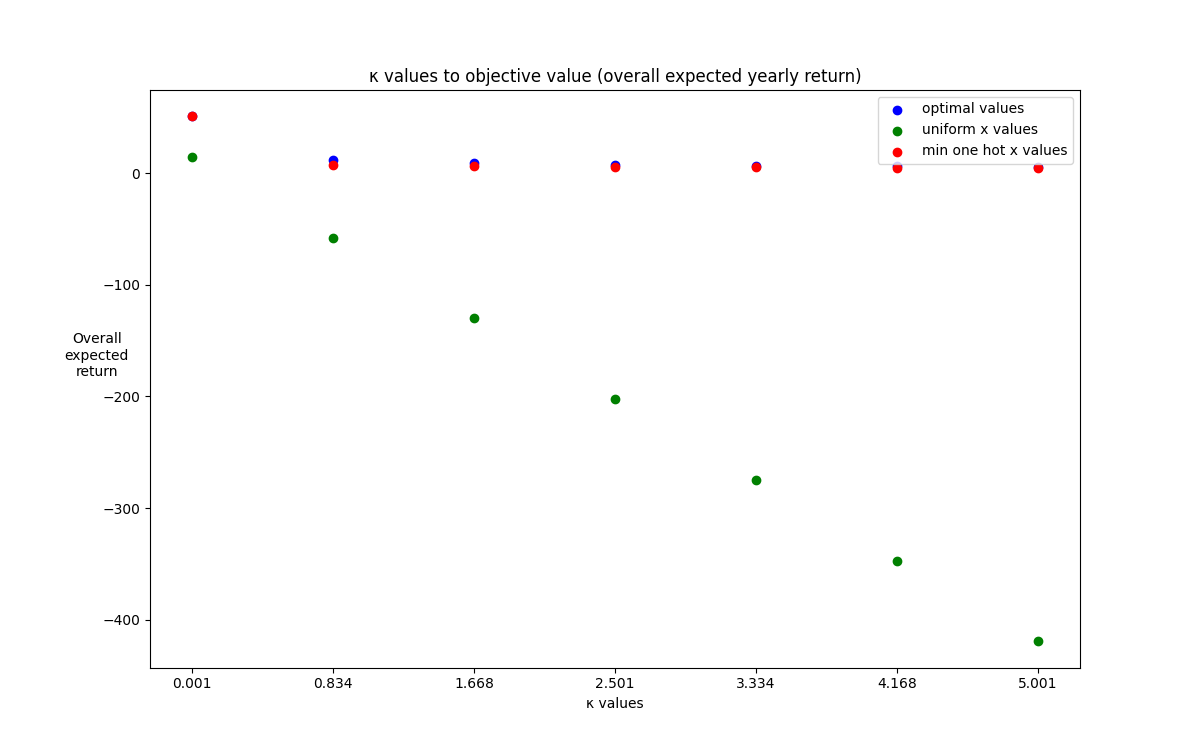 κ values to objective value (overall expected yearly return)
optimal values
uniform x values
min one hot x values
0
−100
−200
−300
−400
Overall
expected
return
0.001
0.834
1.668
2.501
3.334
4.168
5.001
κ values